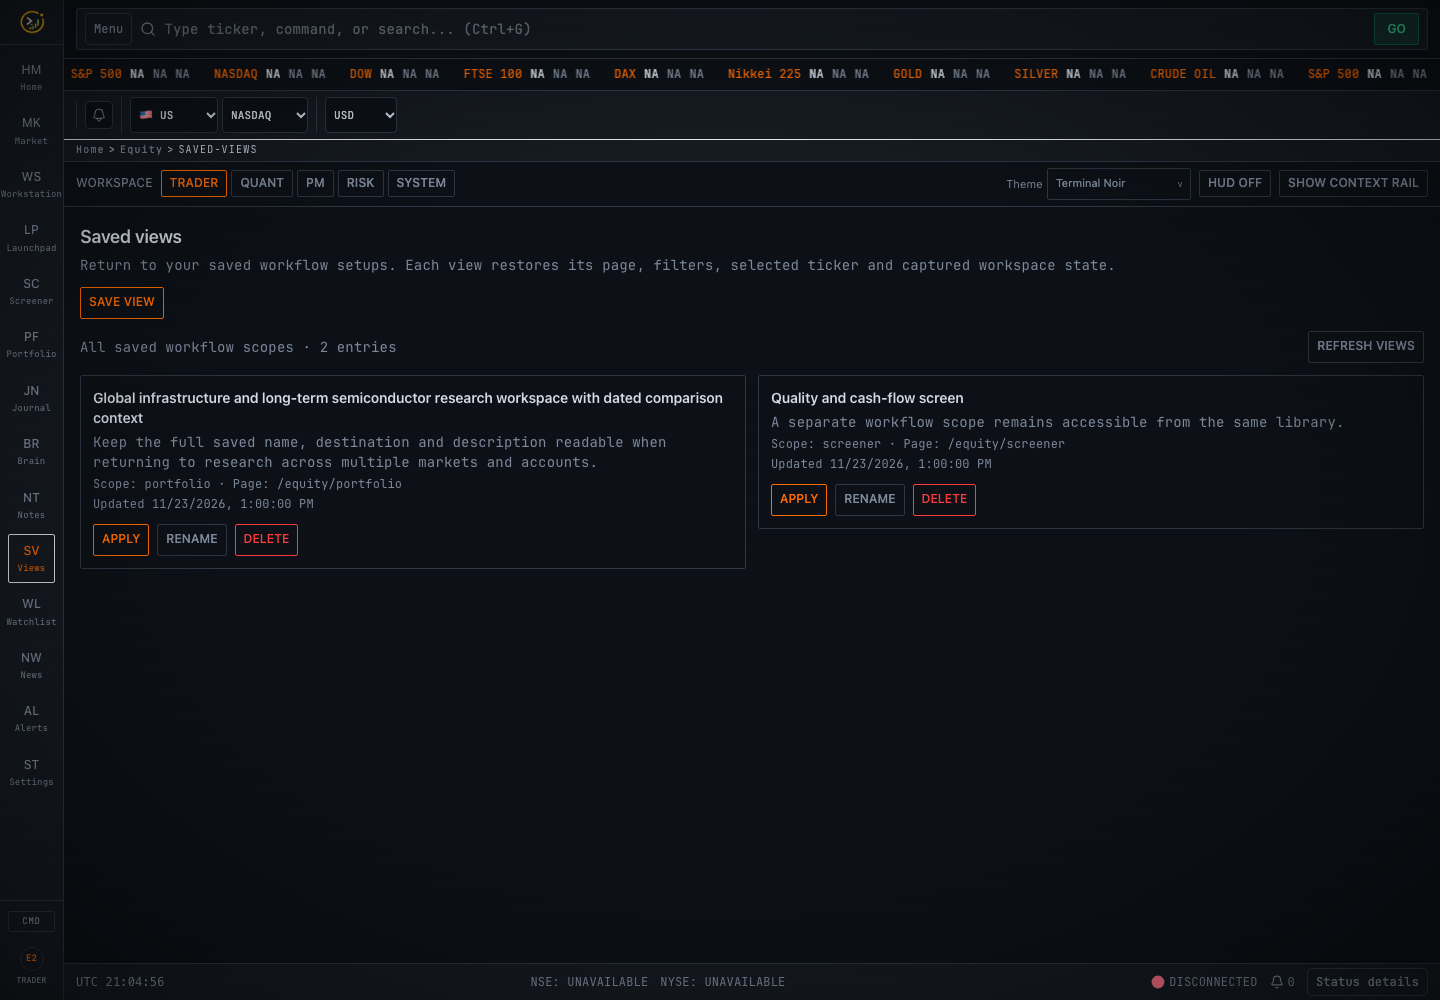 Menu
Type ticker, command, or search... (Ctrl+G)
GO
S&P 500 NA NA NA NASDAQ NA NA NA DOW NA NA NA FTSE 100 NA NA NA DAX NA NA NA Nikkei 225 NA NA NA GOLD NA NA NA SILVER NA NA NA CRUDE OIL NA NA NA S&P 500 NA NA NA
US NASDAQ USD
Home > Equity > SAVED-VIEWS
WORKSPACE TRADER QUANT PM RISK SYSTEM
Theme Terminal Noir v HUD OFF SHOW CONTEXT RAIL
HM
Home
MK
Market
WS
Workstation
LP
Launchpad
SC
Screener
PF
Portfolio
JN
Journal
BR
Brain
NT
Notes
SV
Views
WL
Watchlist
NW
News
AL
Alerts
ST
Settings
CMD
E2
TRADER
Saved views
Return to your saved workflow setups. Each view restores its page, filters, selected ticker and captured workspace state.
SAVE VIEW
All saved workflow scopes · 2 entries
REFRESH VIEWS
Global infrastructure and long-term semiconductor research workspace with dated comparison
context
Keep the full saved name, destination and description readable when
returning to research across multiple markets and accounts.
Scope: portfolio · Page: /equity/portfolio
Updated 11/23/2026, 1:00:00 PM
APPLY RENAME DELETE
Quality and cash-flow screen
A separate workflow scope remains accessible from the same library.
Scope: screener · Page: /equity/screener
Updated 11/23/2026, 1:00:00 PM
APPLY RENAME DELETE
UTC 21:04:56
NSE: UNAVAILABLE NYSE: UNAVAILABLE
DISCONNECTED 0 Status details